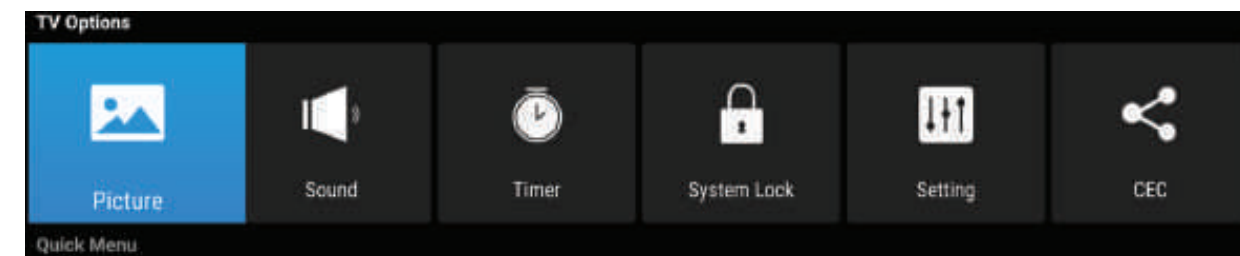 TV Options
Picture
Sound
Timer
System Lock
Setting
CEC
Quick Menu